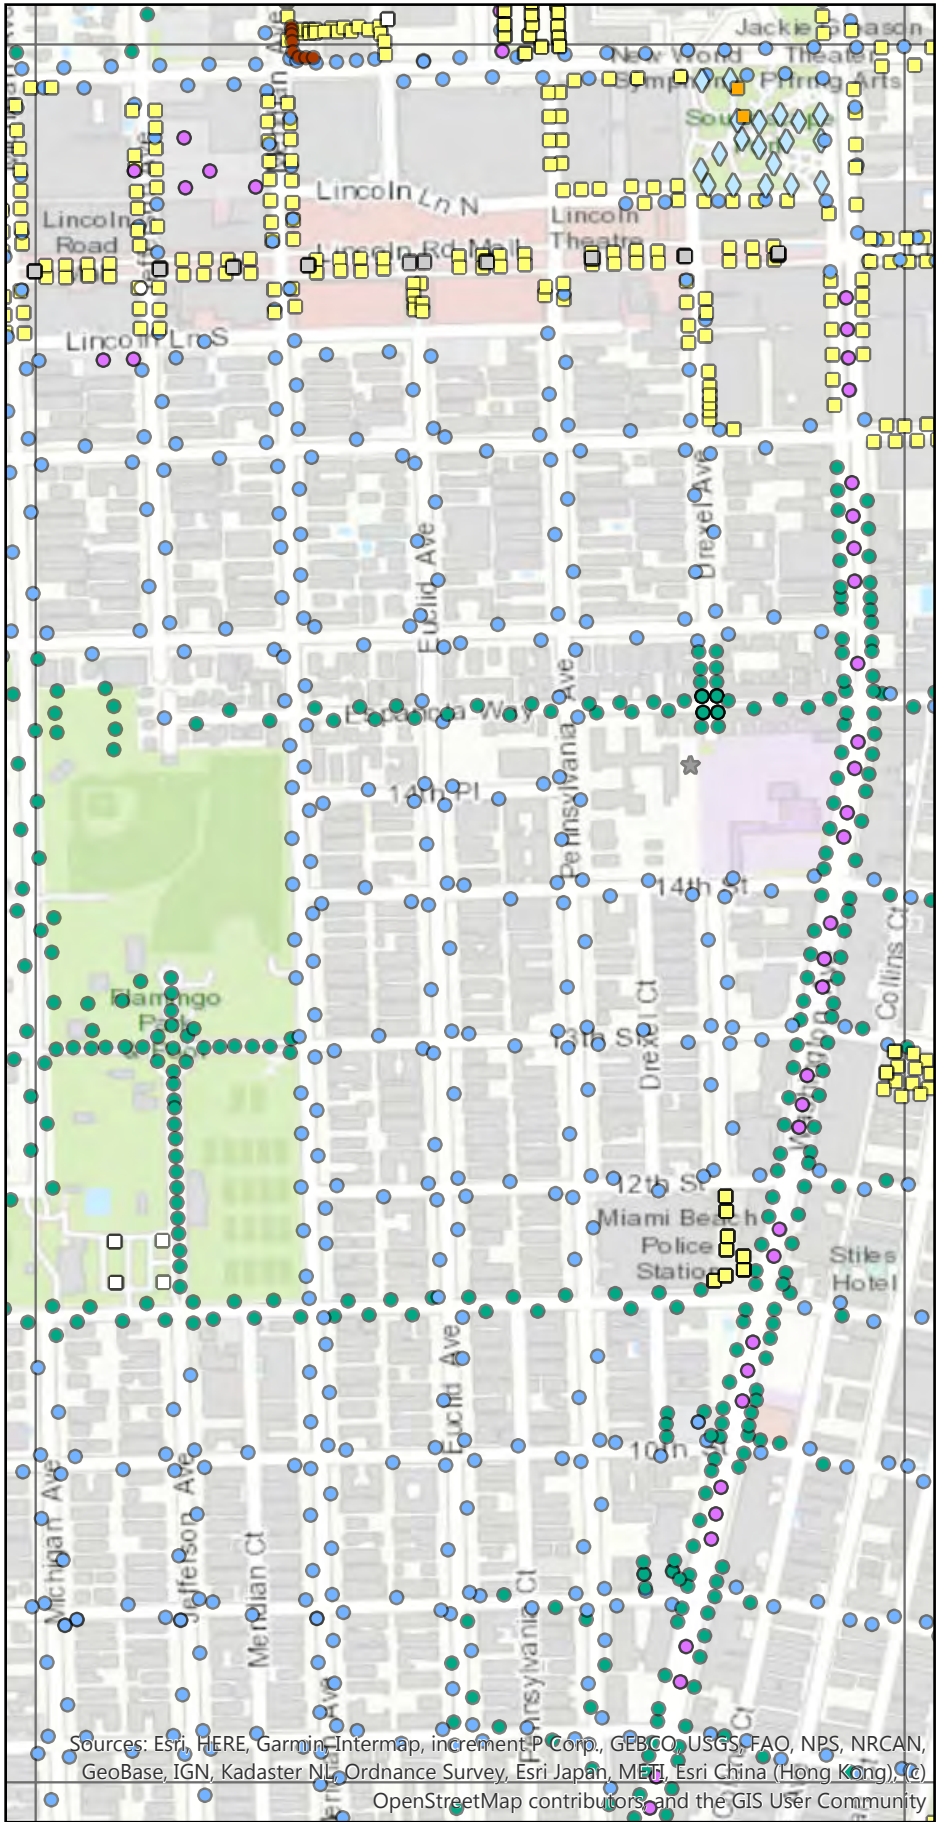 Jackie Gleason
New World Theater
Symphony Prfrmg Arts
Lincoln Ln N
Lincoln
Road
Lincoln
Theatre
Lincoln Rd Mall
Lincoln Ln S
Drexel Ave
Euclid Ave
Espanola Way
Pennsylvania Ave
14th Pl
14th St
Collins Ct
Flamingo
Park
13th St
Drexel Ct
12th St
Miami Beach
Police
Station
Stiles
Hotel
Euclid Ave
10th St
Michigan Ave
Jefferson Ave
Meridian Ct
Pennsylvania Ct
Sources: Esri, HERE, Garmin, Intermap, increment P Corp., GEBCO, USGS, FAO, NPS, NRCAN,
GeoBase, IGN, Kadaster NL, Ordnance Survey, Esri Japan, METI, Esri China (Hong Kong), (c)
OpenStreetMap contributors, and the GIS User Community